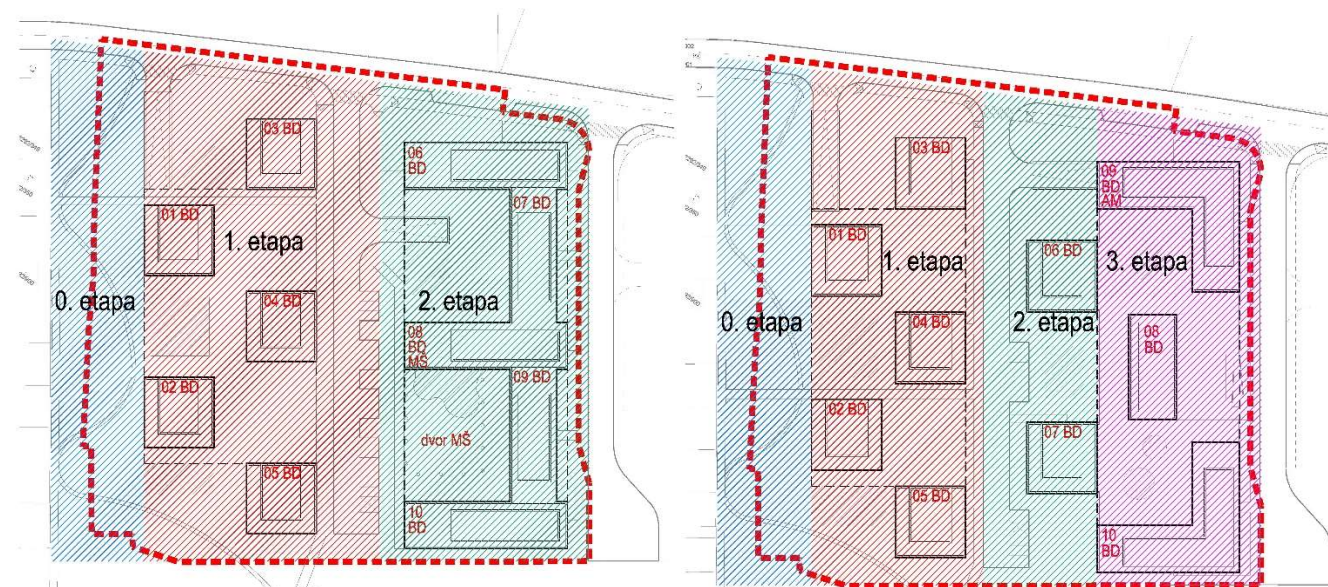 03 BD
06
BD
01 BD
07 BD
1. etapa
0. etapa
04 BD
2. etapa
08
BD
MŠ
02 BD
09 BD
dvor MŠ
05 BD
10
BD
03 BD
09
BD
AM
01 BD
06 BD
1. etapa
3. etapa
0. etapa
04 BD
2. etapa
08
BD
02 BD
07 BD
05 BD
10
BD